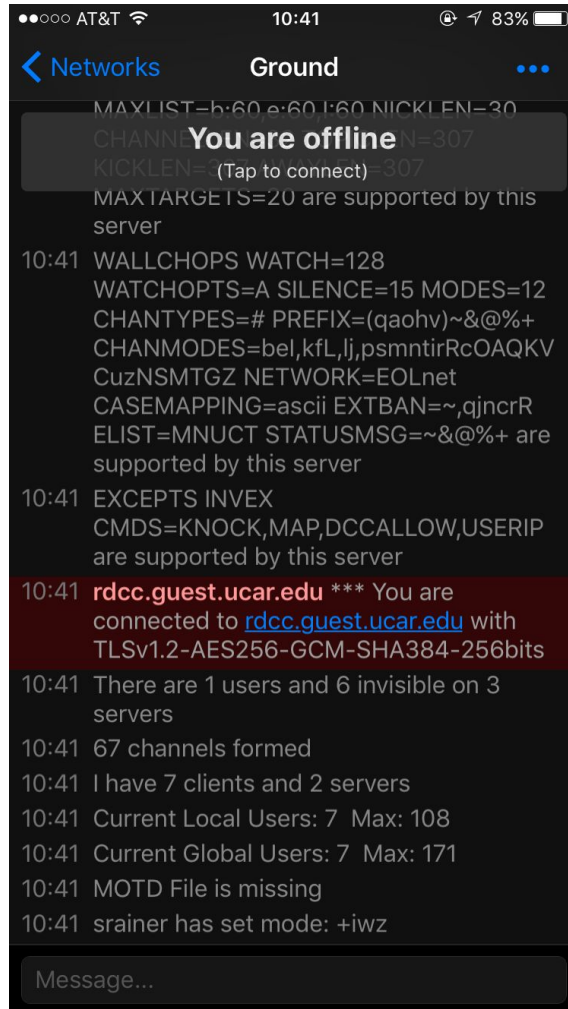 AT&T 10:41 83%
Networks Ground
MAXLIST=b:60,e:60,I:60 NICKLEN=30
You are offline
(Tap to connect)
MAXTARGETS=20 are supported by this
server
10:41 WALLCHOPS WATCH=128
WATCHOPTS=A SILENCE=15 MODES=12
CHANTYPES=# PREFIX=(qaohv)~&@%+
CHANMODES=beI,kfL,lj,psmntirRcOAQKV
CuzNSMTGZ NETWORK=EOLnet
CASEMAPPING=ascii EXTBAN=~,qjncrR
ELIST=MNUCT STATUSMSG=~&@%+ are
supported by this server
10:41 EXCEPTS INVEX
CMDS=KNOCK,MAP,DCCALLOW,USERIP
are supported by this server
10:41 rdcc.guest.ucar.edu *** You are
connected to rdcc.guest.ucar.edu with
TLSv1.2-AES256-GCM-SHA384-256bits
10:41 There are 1 users and 6 invisible on 3
servers
10:41 67 channels formed
10:41 I have 7 clients and 2 servers
10:41 Current Local Users: 7 Max: 108
10:41 Current Global Users: 7 Max: 171
10:41 MOTD File is missing
10:41 srainer has set mode: +iwz
Message...